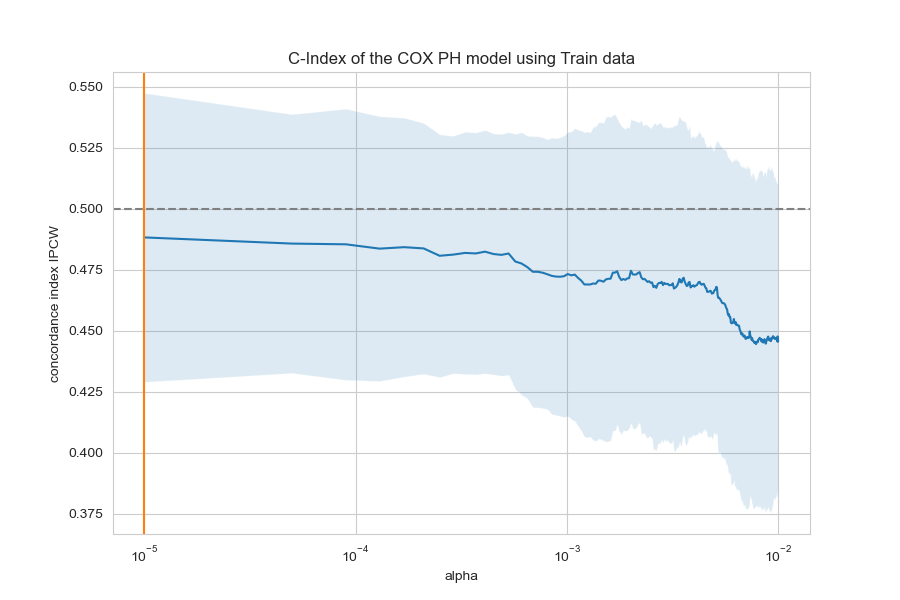 C-Index of the COX PH model using Train data
concordance index IPCW
0.550
0.525
0.500
0.475
0.450
0.425
0.400
0.375
10⁻⁵ 10⁻⁴ 10⁻³ 10⁻²
alpha